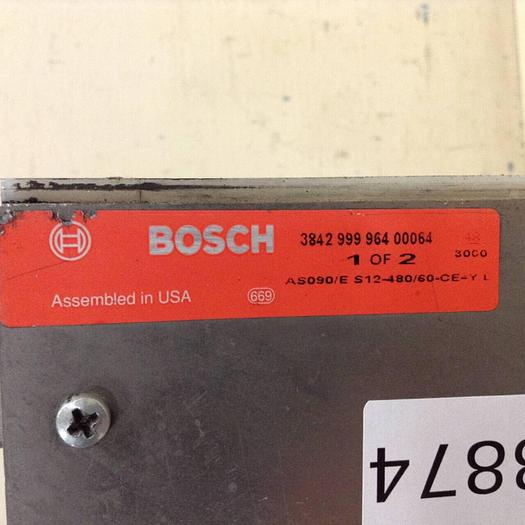 BOSCH
3842 999 964 00064
1 OF 2
3000
AS090/E S12-480/60-CE-Y L
Assembled in USA
669
8874